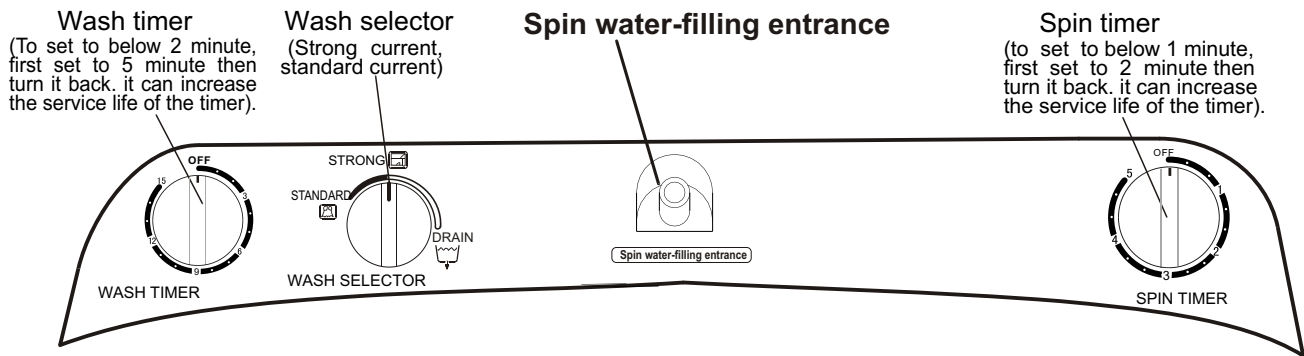 Wash timer
(To set to below 2 minute,
first set to 5 minute then
turn it back. it can increase
the service life of the timer).
Wash selector
(Strong current,
standard current)
Spin water-filling entrance
Spin timer
(to set to below 1 minute,
first set to 2 minute then
turn it back. it can increase
the service life of the timer).
OFF
3
6
9
12
15
WASH TIMER
STRONG
STANDARD
DRAIN
WASH SELECTOR
Spin water-filling entrance
OFF
1
2
3
4
5
SPIN TIMER